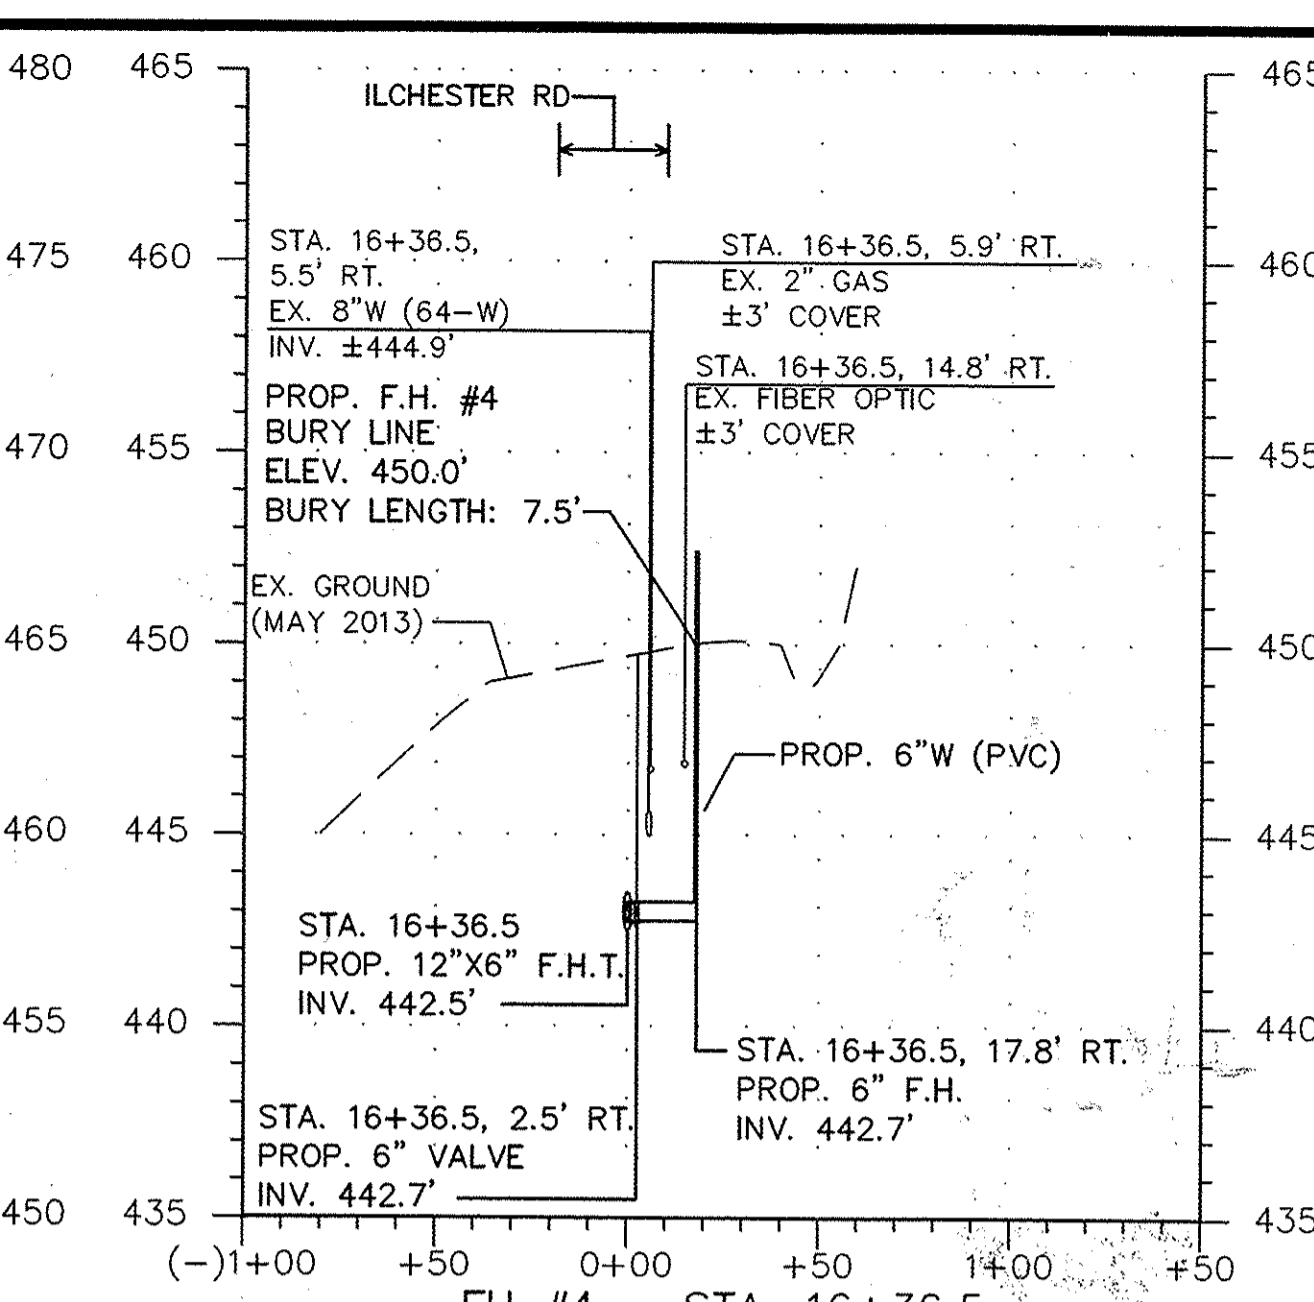 480 465 465
ILCHESTER RD
475 460 460
STA. 16+36.5,
5.5' RT.
EX. 8"W (64-W)
INV. ±444.9'
STA. 16+36.5, 5.9' RT.
EX. 2" GAS
±3' COVER
STA. 16+36.5, 14.8' RT.
EX. FIBER OPTIC
±3' COVER
PROP. F.H. #4
BURY LINE
ELEV. 450.0'
BURY LENGTH: 7.5'
470 455 455
EX. GROUND
(MAY 2013)
465 450 450
PROP. 6"W (PVC)
460 445 445
STA. 16+36.5
PROP. 12"X6" F.H.T.
INV. 442.5'
455 440 440
STA. 16+36.5, 17.8' RT.
PROP. 6" F.H.
INV. 442.7'
STA. 16+36.5, 2.5' RT.
PROP. 6" VALVE
INV. 442.7'
450 435 435
(-)1+00 +50 0+00 +50 1+00 +50
FH #4 STA. 16+36.5